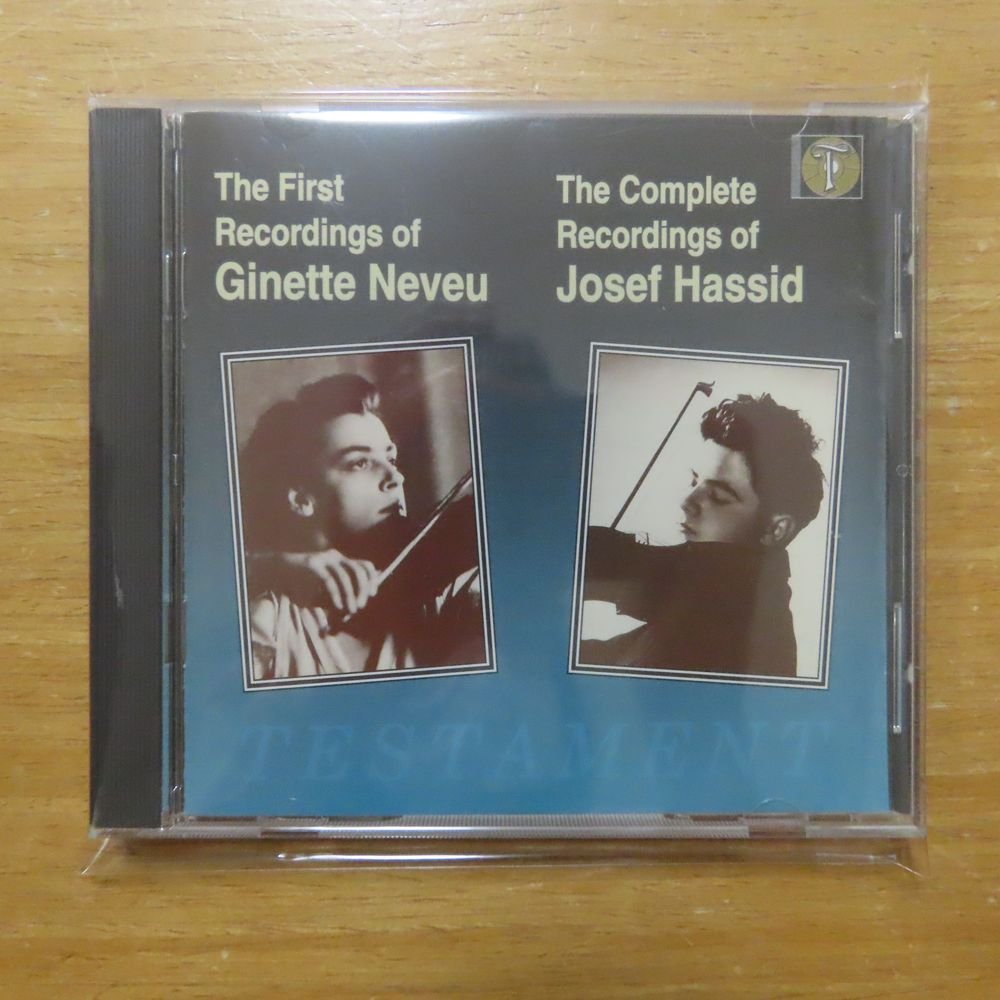 The First
Recordings of
Ginette Neveu
The Complete
Recordings of
Josef Hassid
T
TESTAMENT